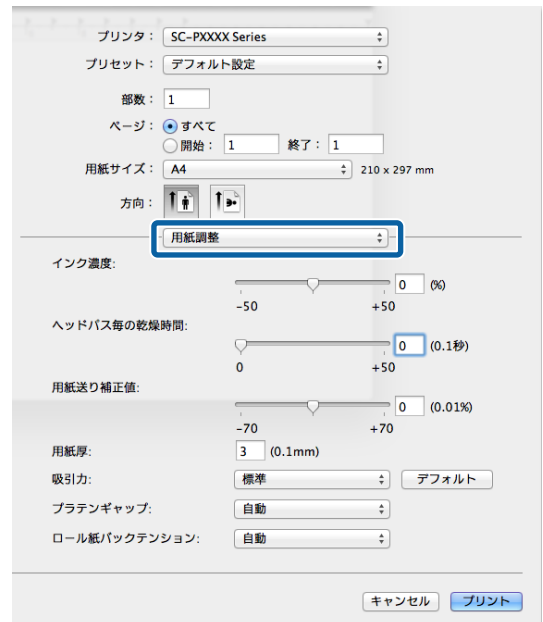 プリンタ： SC-PXXXX Series
プリセット： デフォルト設定
部数： 1
ページ： すべて
開始： 1 終了： 1
用紙サイズ： A4 210 x 297 mm
方向：
用紙調整
インク濃度:
0 (%)
-50 +50
ヘッドパス毎の乾燥時間:
0 (0.1秒)
0 +50
用紙送り補正値:
0 (0.01%)
-70 +70
用紙厚: 3 (0.1mm)
吸引力: 標準 デフォルト
プラテンギャップ: 自動
ロール紙バックテンション: 自動
キャンセル プリント